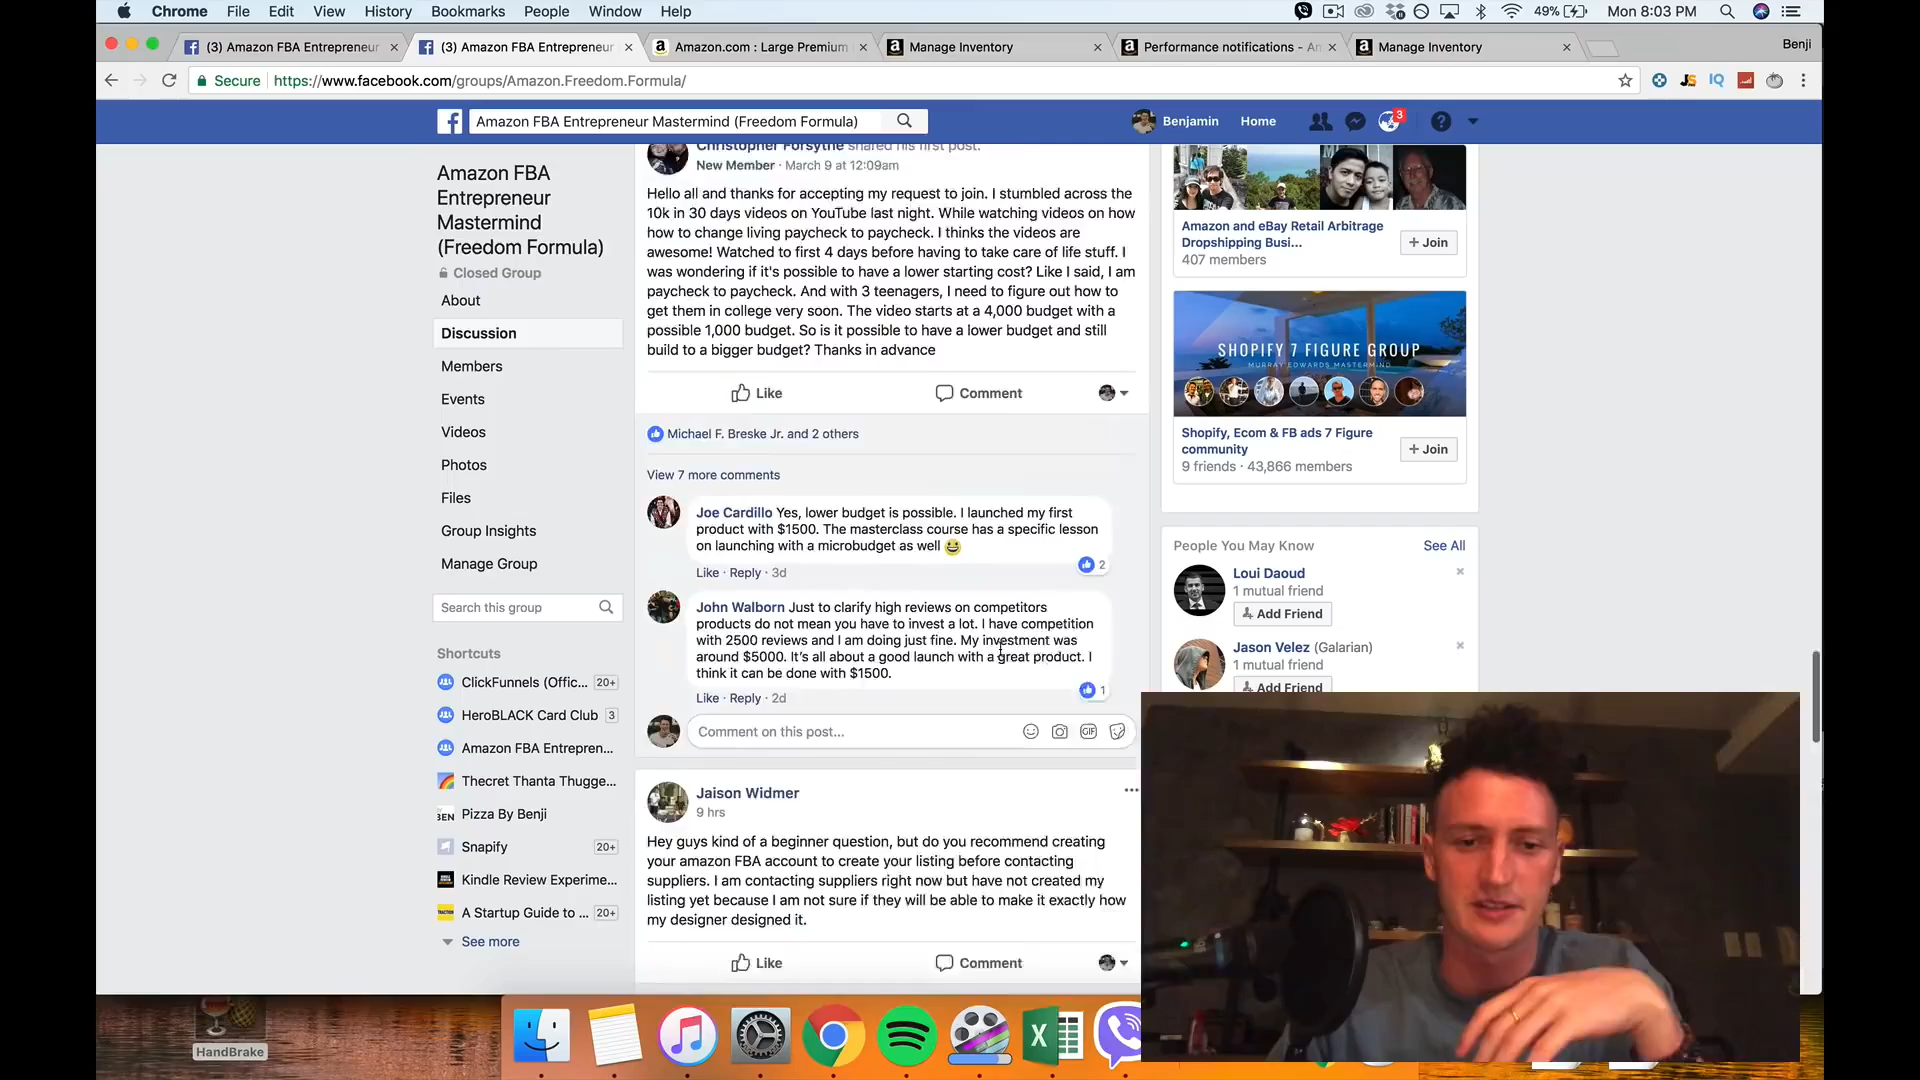 Chrome File Edit View History Bookmarks People Window Help
49% Mon 8:03 PM
(3) Amazon FBA Entrepreneur
(3) Amazon FBA Entrepreneur
Amazon.com : Large Premium
Manage Inventory
Performance notifications - Am
Manage Inventory
Benji
Secure https://www.facebook.com/groups/Amazon.Freedom.Formula/
Amazon FBA Entrepreneur Mastermind (Freedom Formula)
Benjamin Home 3
Amazon FBA
Entrepreneur
Mastermind
(Freedom Formula)
Closed Group
About
Discussion
Members
Events
Videos
Photos
Files
Group Insights
Manage Group
Search this group
Shortcuts
ClickFunnels (Offic... 20+
HeroBLACK Card Club 3
Amazon FBA Entrepren...
Thecret Thanta Thugge...
Pizza By Benji
Snapify 20+
Kindle Review Experime...
A Startup Guide to ... 20+
See more
Christopher Forsythe shared his first post.
New Member · March 9 at 12:09am
Hello all and thanks for accepting my request to join. I stumbled across the
10k in 30 days videos on YouTube last night. While watching videos on how
how to change living paycheck to paycheck. I thinks the videos are
awesome! Watched to first 4 days before having to take care of life stuff. I
was wondering if it's possible to have a lower starting cost? Like I said, I am
paycheck to paycheck. And with 3 teenagers, I need to figure out how to
get them in college very soon. The video starts at a 4,000 budget with a
possible 1,000 budget. So is it possible to have a lower budget and still
build to a bigger budget? Thanks in advance
Like Comment
Michael F. Breske Jr. and 2 others
View 7 more comments
Joe Cardillo Yes, lower budget is possible. I launched my first
product with $1500. The masterclass course has a specific lesson
on launching with a microbudget as well
2
Like · Reply · 3d
John Walborn Just to clarify high reviews on competitors
products do not mean you have to invest a lot. I have competition
with 2500 reviews and I am doing just fine. My investment was
around $5000. It's all about a good launch with a great product. I
think it can be done with $1500.
1
Like · Reply · 2d
Comment on this post...
GIF
Jaison Widmer
9 hrs
Hey guys kind of a beginner question, but do you recommend creating
your amazon FBA account to create your listing before contacting
suppliers. I am contacting suppliers right now but have not created my
listing yet because I am not sure if they will be able to make it exactly how
my designer designed it.
Like Comment
Amazon and eBay Retail Arbitrage
Dropshipping Busi...
407 members
+ Join
SHOPIFY 7 FIGURE GROUP
MURRAY EDWARDS MASTERMIND
Shopify, Ecom & FB ads 7 Figure
community
9 friends · 43,866 members
+ Join
People You May Know See All
Loui Daoud
1 mutual friend
Add Friend
Jason Velez (Galarian)
1 mutual friend
Add Friend
HandBrake